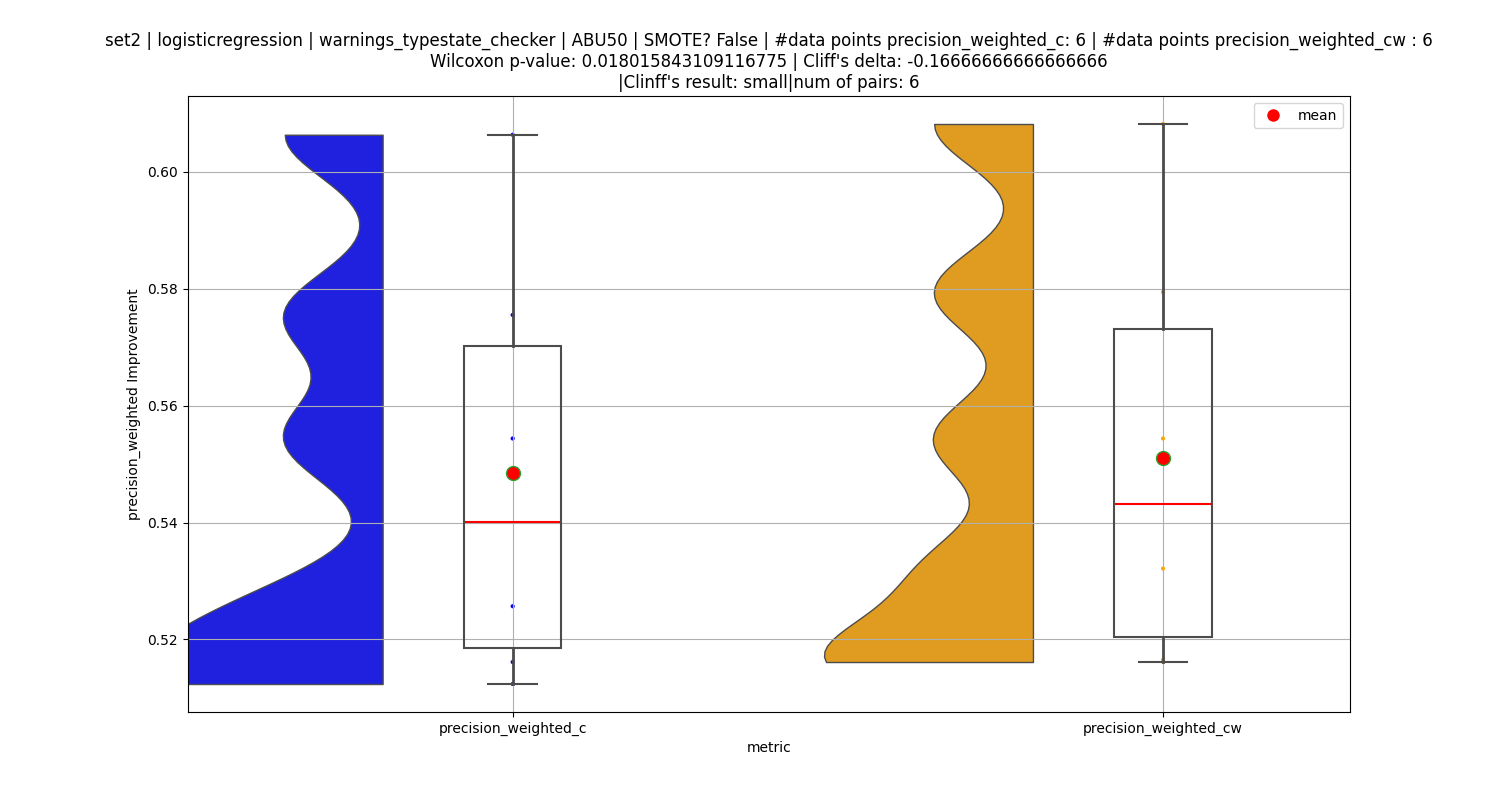 set2 | logisticregression | warnings_typestate_checker | ABU50 | SMOTE? False | #data points precision_weighted_c: 6 | #data points precision_weighted_cw : 6
Wilcoxon p-value: 0.018015843109116775 | Cliff's delta: -0.16666666666666666
|Clinff's result: small|num of pairs: 6
mean
0.60
0.58
0.56
0.54
0.52
precision_weighted Improvement
precision_weighted_c
precision_weighted_cw
metric